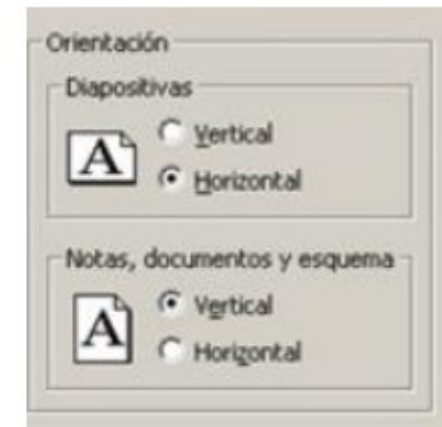 Orientación
Diapositivas
A
Vertical
Horizontal
Notas, documentos y esquema
A
Vertical
Horizontal